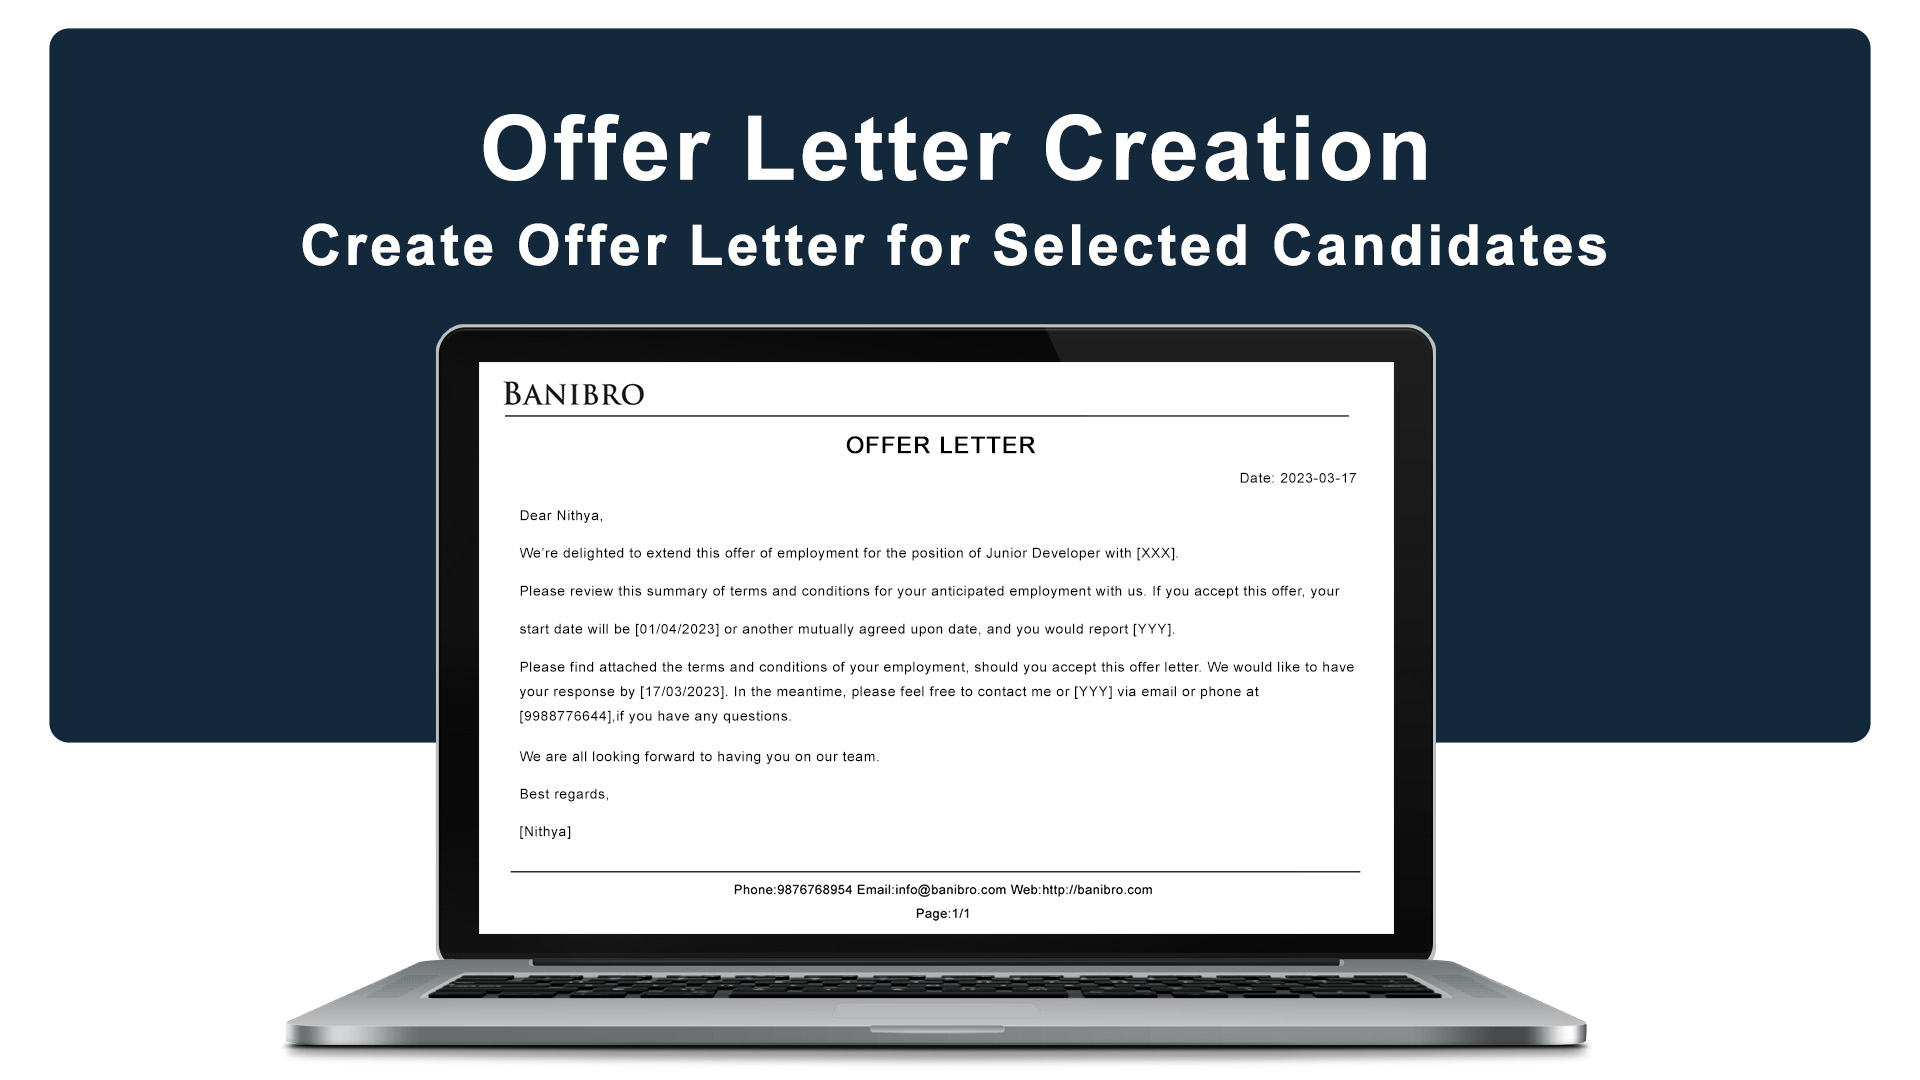 Offer Letter Creation
Create Offer Letter for Selected Candidates
BANIBRO
OFFER LETTER
Date: 2023-03-17
Dear Nithya,
We’re delighted to extend this offer of employment for the position of Junior Developer with [XXX].
Please review this summary of terms and conditions for your anticipated employment with us. If you accept this offer, your
start date will be [01/04/2023] or another mutually agreed upon date, and you would report [YYY].
Please find attached the terms and conditions of your employment, should you accept this offer letter. We would like to have
your response by [17/03/2023]. In the meantime, please feel free to contact me or [YYY] via email or phone at
[9988776644],if you have any questions.
We are all looking forward to having you on our team.
Best regards,
[Nithya]
Phone:9876768954 Email:info@banibro.com Web:http://banibro.com
Page:1/1